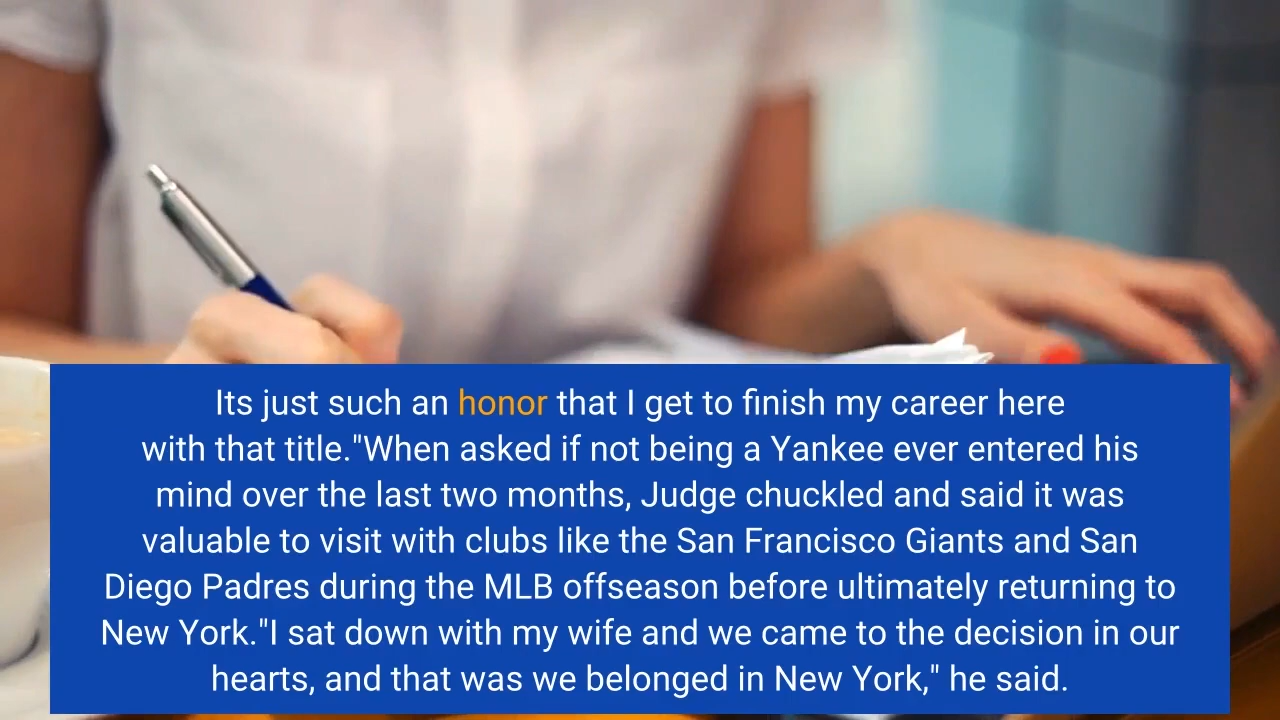 Its just such an honor that I get to finish my career here
with that title."When asked if not being a Yankee ever entered his
mind over the last two months, Judge chuckled and said it was
valuable to visit with clubs like the San Francisco Giants and San
Diego Padres during the MLB offseason before ultimately returning to
New York."I sat down with my wife and we came to the decision in our
hearts, and that was we belonged in New York," he said.